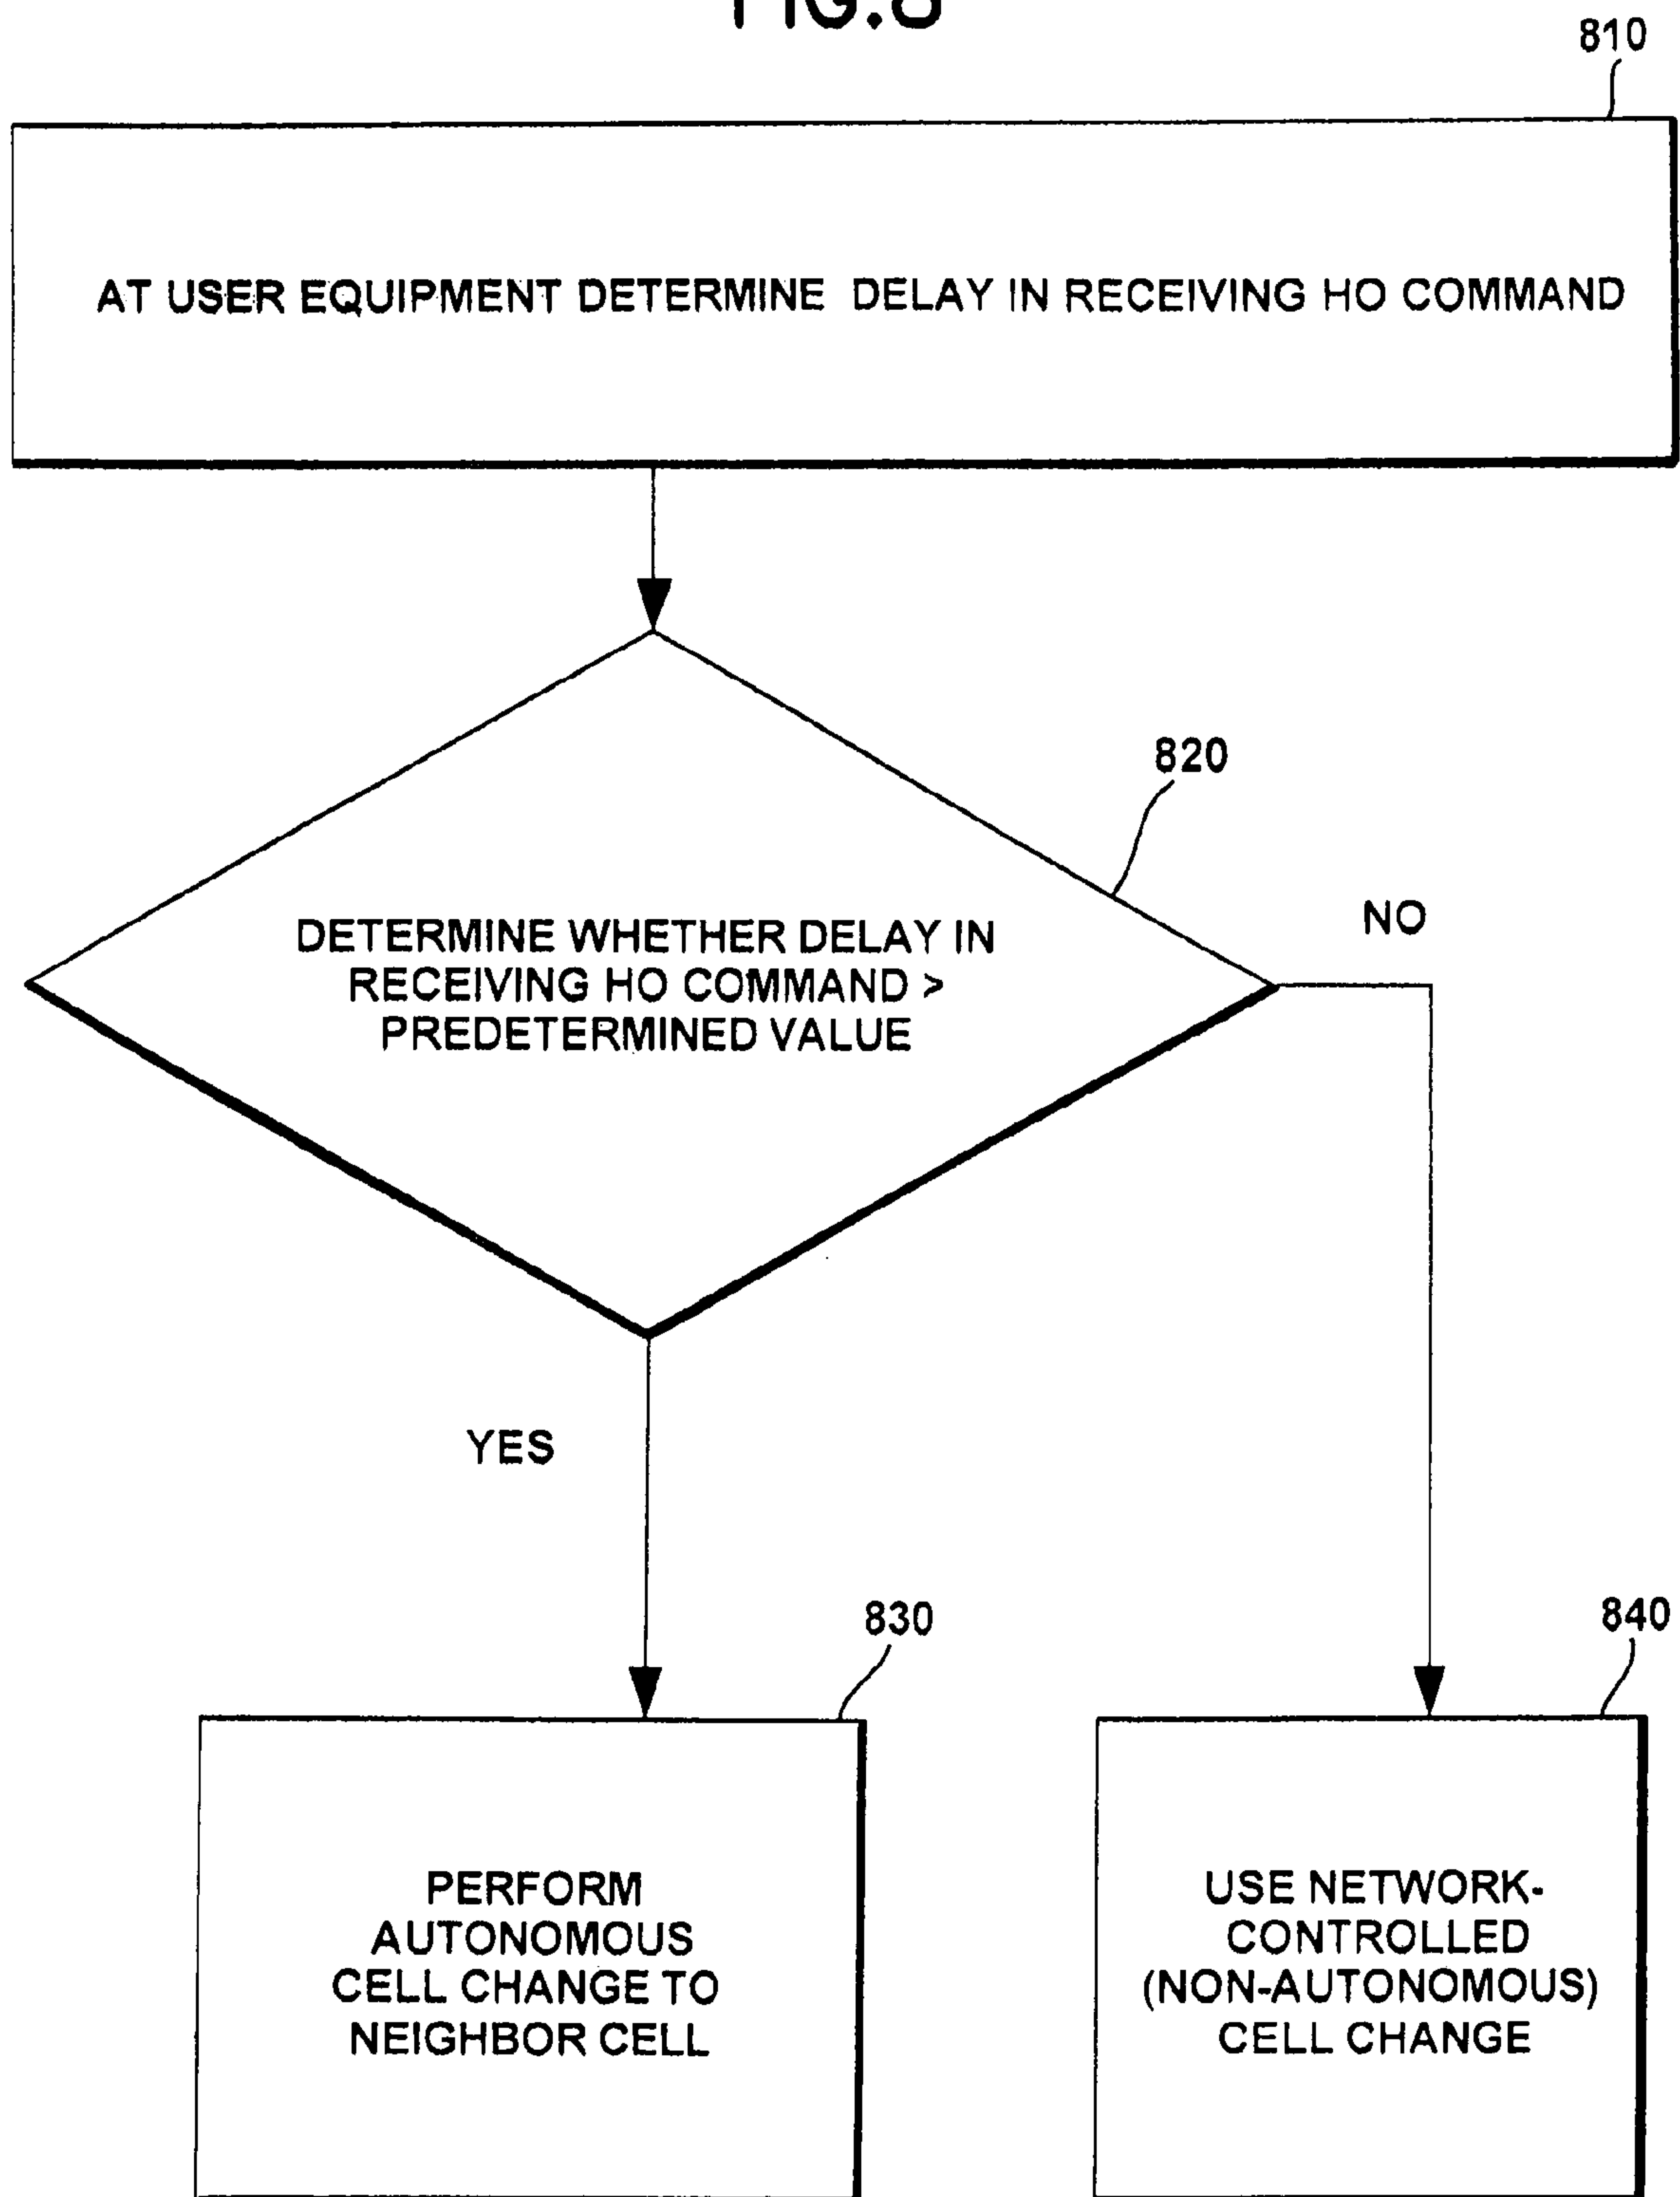 FIG.8
810
AT USER EQUIPMENT DETERMINE DELAY IN RECEIVING HO COMMAND
820
NO
DETERMINE WHETHER DELAY IN
RECEIVING HO COMMAND >
PREDETERMINED VALUE
YES
830
840
PERFORM
AUTONOMOUS
CELL CHANGE TO
NEIGHBOR CELL
USE NETWORK-
CONTROLLED
(NON-AUTONOMOUS)
CELL CHANGE